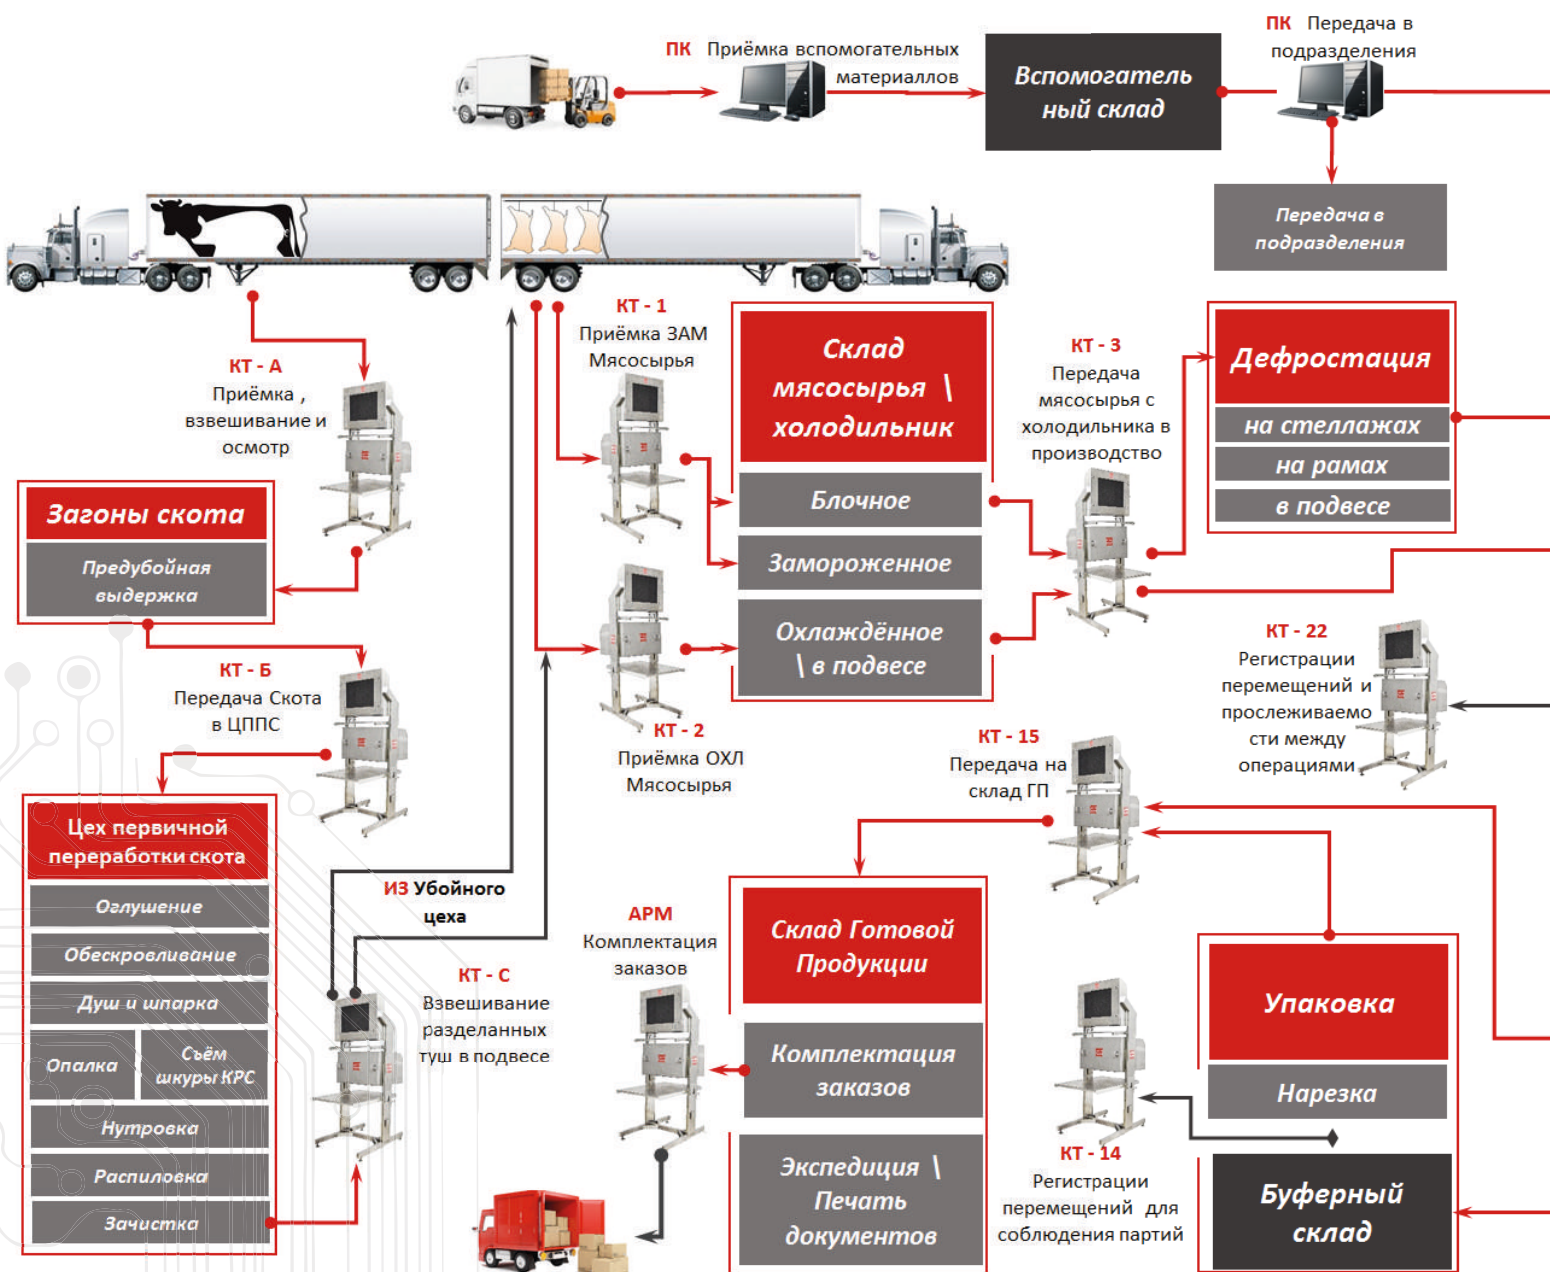 ПК Приёмка вспомогательных
материаллов
Вспомогатель
ный склад
ПК Передача в
подразделения
Передача в
подразделения
КТ - А
Приёмка ,
взвешивание и
осмотр
КТ - 1
Приёмка ЗАМ
Мясосырья
Склад
мясосырья \
холодильник
Блочное
Замороженное
Охлаждённое
\ в подвесе
КТ - 3
Передача
мясосырья с
холодильника в
производство
Дефростация
на стеллажах
на рамах
в подвесе
Загоны скота
Предубойная
выдержка
КТ - Б
Передача Скота
в ЦППС
КТ - 2
Приёмка ОХЛ
Мясосырья
КТ - 22
Регистрации
перемещений и
прослеживаемо
сти между
операциями
КТ - 15
Передача на
склад ГП
Цех первичной
переработки скота
Оглушение
Обескровливание
Душ и шпарка
Опалка
Съём
шкуры КРС
Нутровка
Распиловка
Зачистка
ИЗ Убойного
цеха
КТ - С
Взвешивание
разделанных
туш в подвесе
АРМ
Комплектация
заказов
Склад Готовой
Продукции
Комплектация
заказов
Экспедиция \
Печать
документов
КТ - 14
Регистрации
перемещений для
соблюдения партий
Упаковка
Нарезка
Буферный
склад